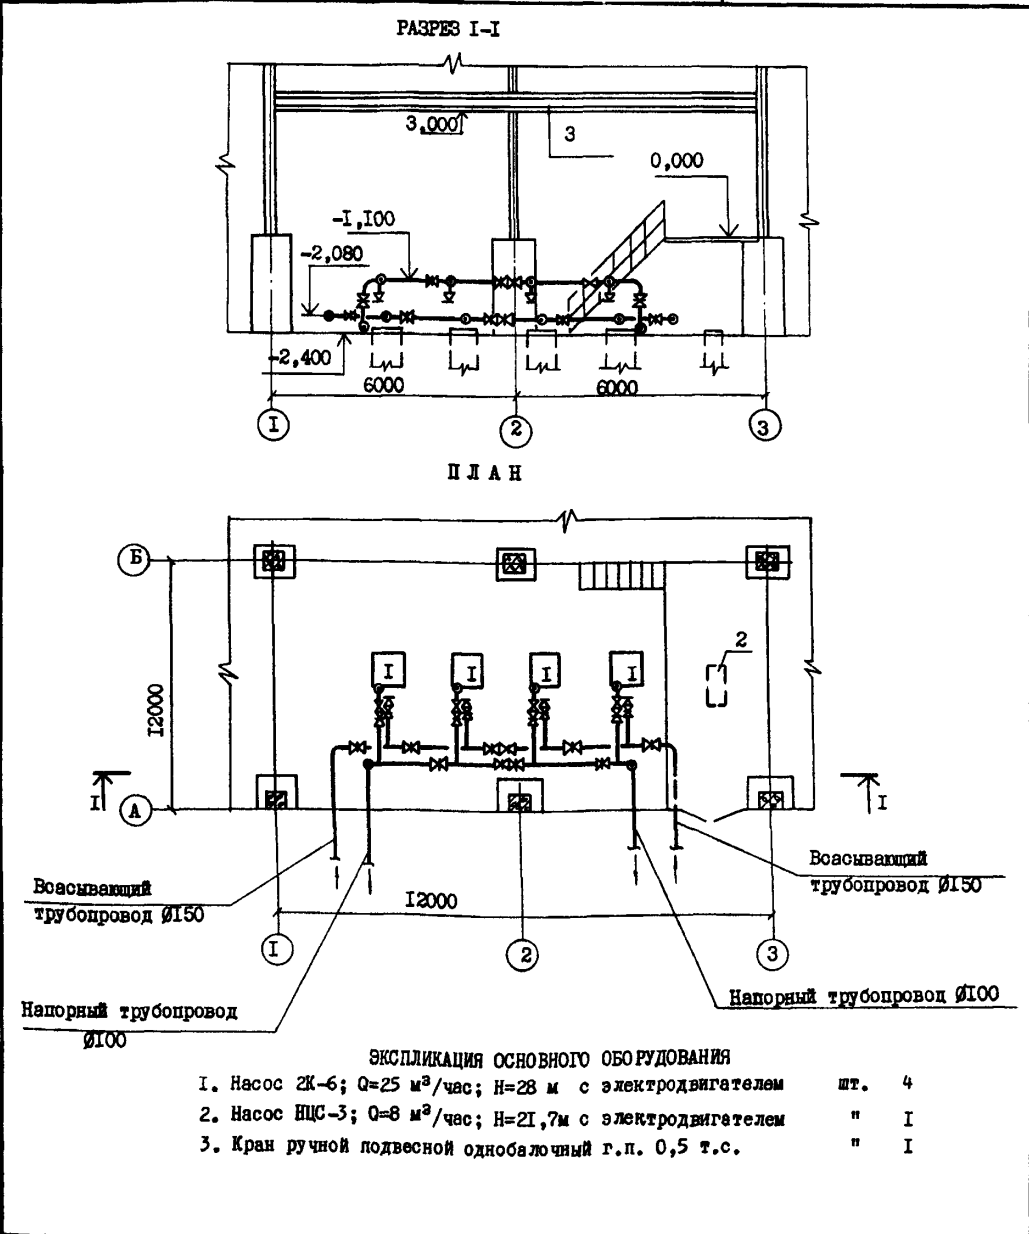 РАЗРЕЗ I-I
3,000
3
0,000
-I,I00
-2,080
-2,400
6000
6000
I
2
3
ПЛАН
Б
I
I
I
I
2
I2000
I
А
I
Всасывающий
трубопровод ØI50
Всасывающий
трубопровод ØI50
I2000
I
2
3
Напорный трубопровод
ØI00
Напорный трубопровод ØI00
ЭКСПЛИКАЦИЯ ОСНОВНОГО ОБОРУДОВАНИЯ
I. Насос 2К-6; Q=25 м³/час; Н=28 м с электродвигателем шт. 4
2. Насос НЦС-3; Q=8 м³/час; Н=2I,7м с электродвигателем " I
3. Кран ручной подвесной однобалочный г.п. 0,5 т.с. " I